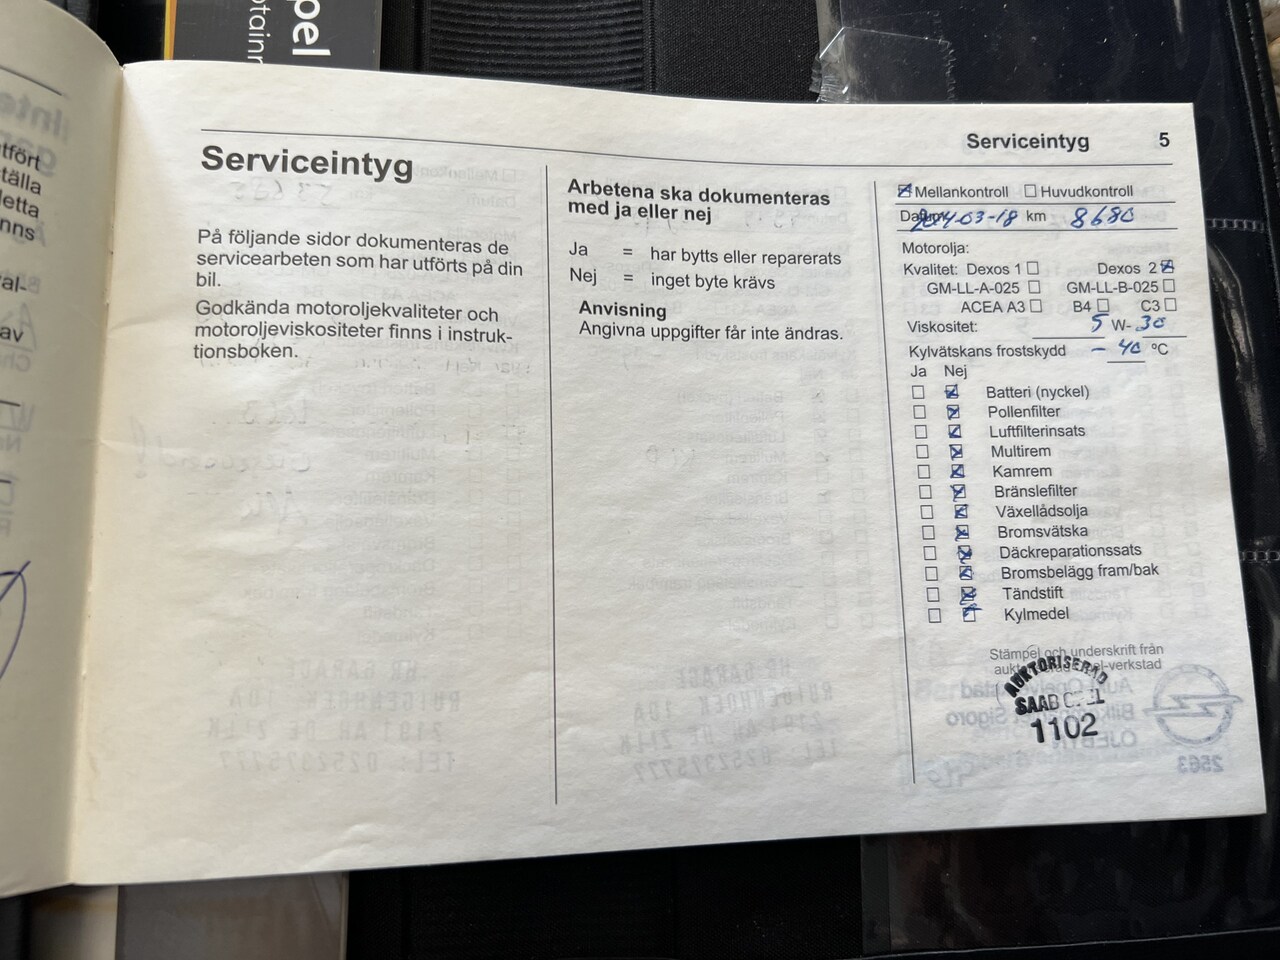 pel
Serviceintyg 5
Serviceintyg
På följande sidor dokumenteras de
servicearbeten som har utförts på din
bil.
Godkända motoroljekvaliteter och
motoroljeviskositeter finns i instruk-
tionsboken.
Arbetena ska dokumenteras
med ja eller nej
Ja = har bytts eller reparerats
Nej = inget byte krävs
Anvisning
Angivna uppgifter får inte ändras.
Mellankontroll Huvudkontroll
Datum 2014-03-18 km 8680
Motorolja:
Kvalitet: Dexos 1 Dexos 2
GM-LL-A-025 GM-LL-B-025
ACEA A3 B4 C3
Viskositet: 5 W-30
Kylvätskans frostskydd -40 °C
Ja Nej
Batteri (nyckel)
Pollenfilter
Luftfilterinsats
Multirem
Kamrem
Bränslefilter
Växellådsolja
Bromsvätska
Däckreparationssats
Bromsbelägg fram/bak
Tändstift
Kylmedel
Stämpel och underskrift från
verkstad
AUKTORISERAD
SAAB
1102